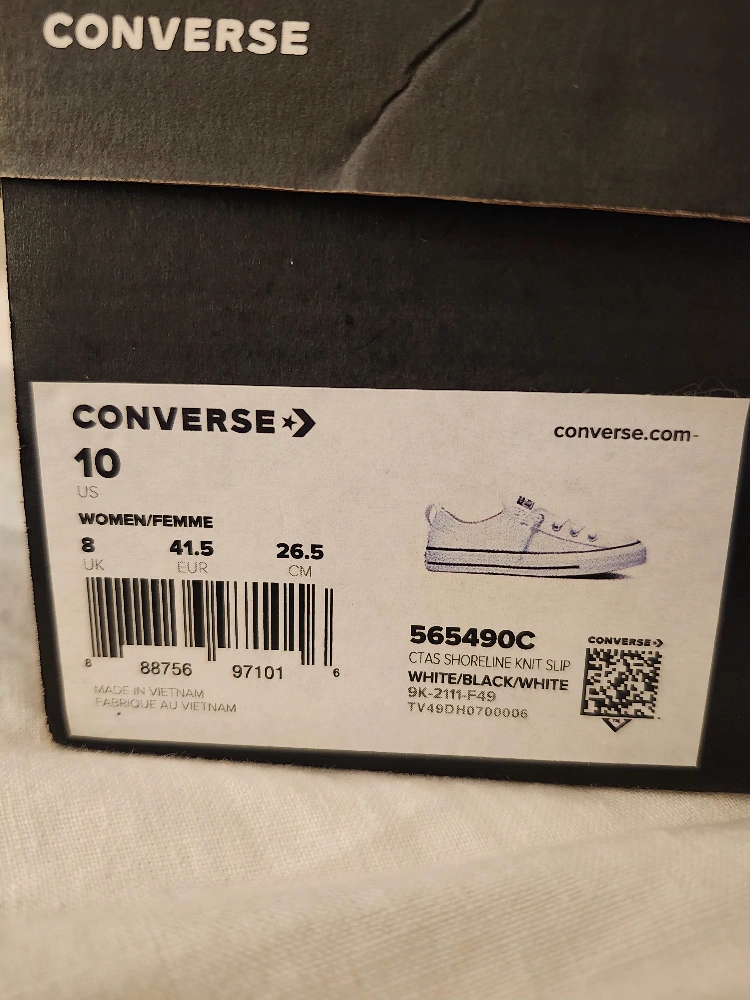 CONVERSE
CONVERSE
converse.com
10
US
WOMEN/FEMME
8 41.5 26.5
UK EUR CM
8 88756 97101 6
MADE IN VIETNAM
FABRIQUE AU VIETNAM
565490C
CTAS SHORELINE KNIT SLIP
WHITE/BLACK/WHITE
9K-2111-F49
TV49DH0700006
CONVERSE